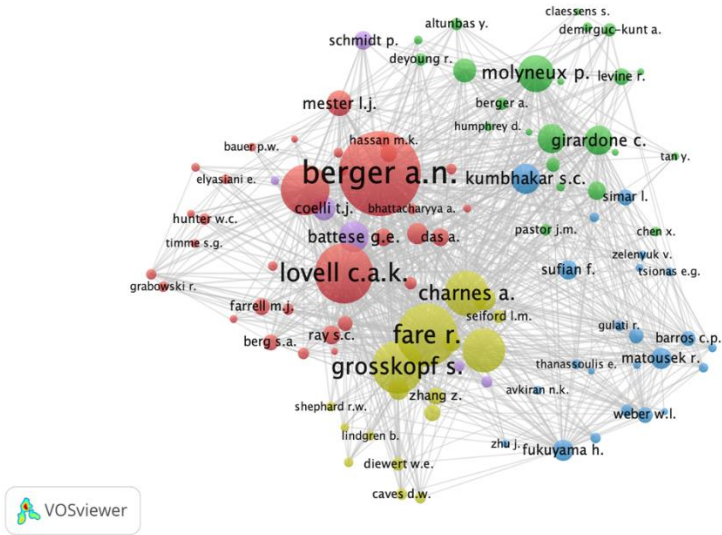 claessens s.
altunbas y.
demirguc-kunt a.
schmidt p.
deyoung r.
molyneux p.
levine r.
mester l.j.
berger a.
humphrey d.
hassan m.k.
girardone c.
bauer p.w.
tan y.
berger a.n.
kumbhakar s.c.
elyasiani e.
simar l.
coelli t.j.
bhattacharyya a.
hunter w.c.
pastor j.m.
chen x.
timme s.g.
battese g.e.
das a.
zelenyuk v.
lovell c.a.k.
sufian f.
tsionas e.g.
grabowski r.
charnes a.
farrell m.j.
seiford l.m.
gulati r.
fare r.
barros c.p.
berg s.a.
ray s.c.
matousek r.
grosskopf s.
thanassoulis e.
avkiran n.k.
zhang z.
shephard r.w.
weber w.l.
lindgren b.
zhu j.
fukuyama h.
diewert w.e.
caves d.w.
VOSviewer